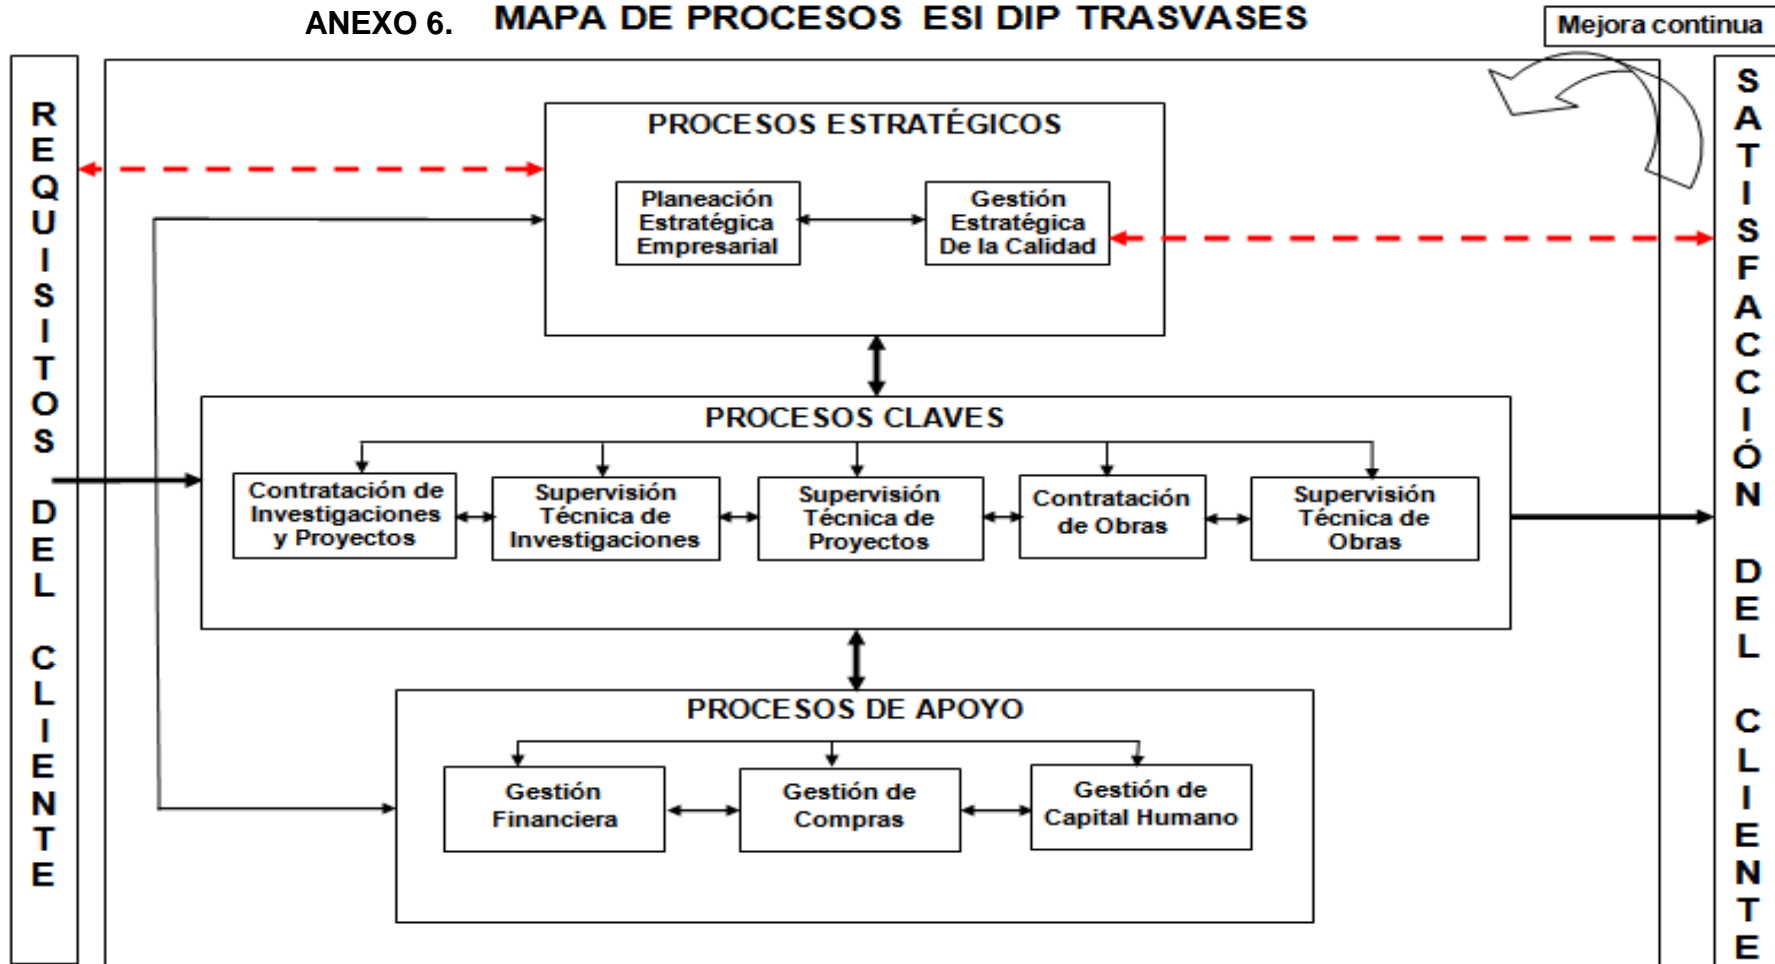 ANEXO 6. MAPA DE PROCESOS ESI DIP TRASVASES
Mejora continua
REQUISITOS DEL CLIENTE
PROCESOS ESTRATÉGICOS
Planeación
Estratégica
Empresarial
Gestión
Estratégica
De la Calidad
PROCESOS CLAVES
Contratación de
Investigaciones
y Proyectos
Supervisión
Técnica de
Investigaciones
Supervisión
Técnica de
Proyectos
Contratación
de Obras
Supervisión
Técnica de
Obras
PROCESOS DE APOYO
Gestión
Financiera
Gestión de
Compras
Gestión de
Capital Humano
SATISFACCIÓN DEL CLIENTE